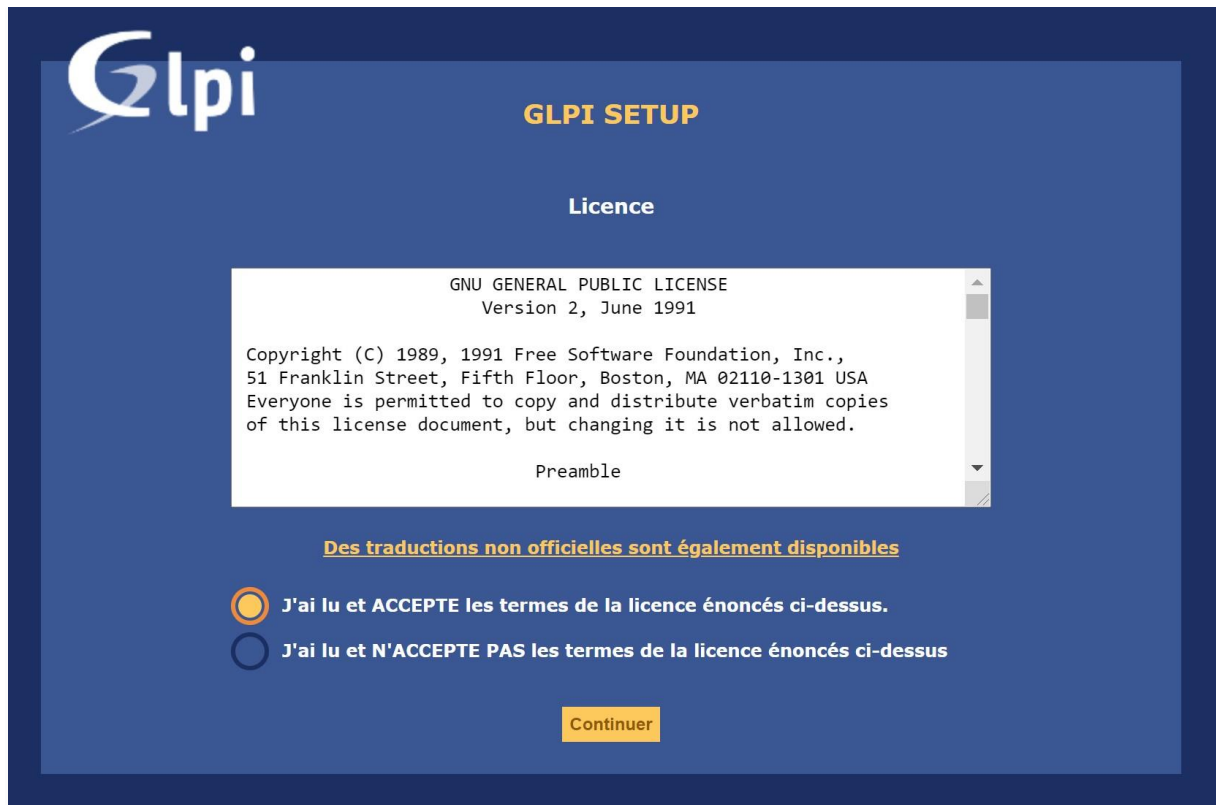 Glpi
GLPI SETUP
Licence
GNU GENERAL PUBLIC LICENSE
Version 2, June 1991
Copyright (C) 1989, 1991 Free Software Foundation, Inc.,
51 Franklin Street, Fifth Floor, Boston, MA 02110-1301 USA
Everyone is permitted to copy and distribute verbatim copies
of this license document, but changing it is not allowed.
Preamble
Des traductions non officielles sont également disponibles
J'ai lu et ACCEPTE les termes de la licence énoncés ci-dessus.
J'ai lu et N'ACCEPTE PAS les termes de la licence énoncés ci-dessus
Continuer